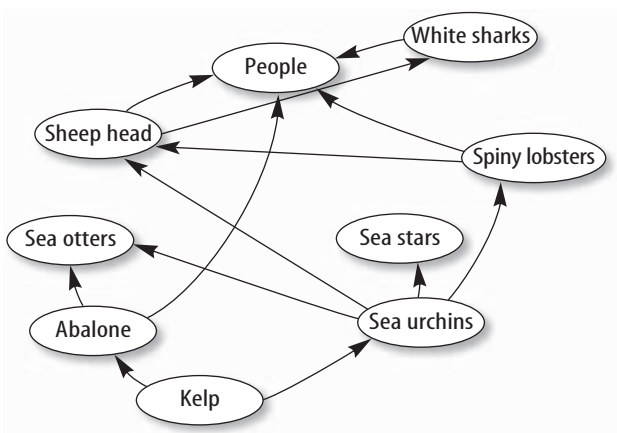 White sharks
People
Sheep head
Spiny lobsters
Sea otters
Sea stars
Abalone
Sea urchins
Kelp